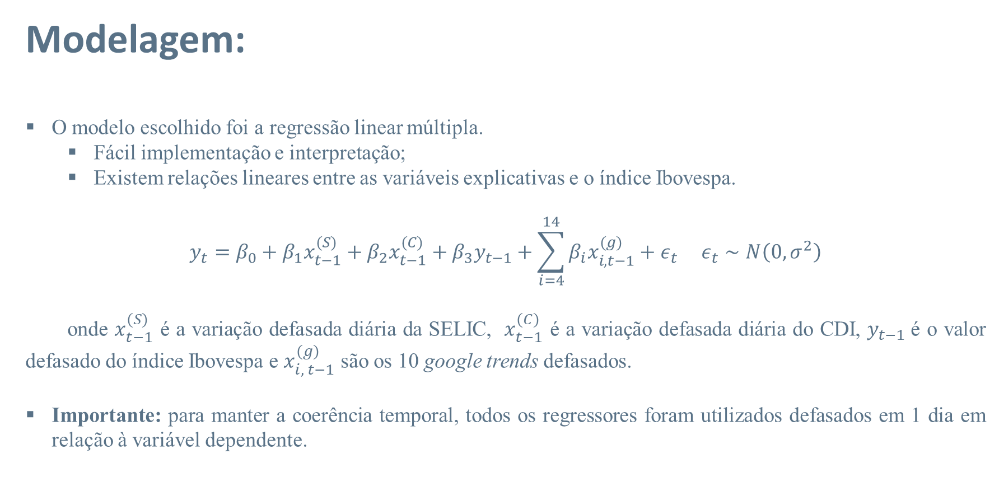 Modelagem:
▪ O modelo escolhido foi a regressão linear múltipla.
▪ Fácil implementação e interpretação;
▪ Existem relações lineares entre as variáveis explicativas e o índice Ibovespa.
$y_t = \beta_0 + \beta_1 x_{t-1}^{(S)} + \beta_2 x_{t-1}^{(C)} + \beta_3 y_{t-1} + \sum_{i=4}^{14} \beta_i x_{i,t-1}^{(g)} + \epsilon_t \quad \epsilon_t \sim N(0, \sigma^2)$
onde $x_{t-1}^{(S)}$ é a variação defasada diária da SELIC, $x_{t-1}^{(C)}$ é a variação defasada diária do CDI, $y_{t-1}$ é o valor
defasado do índice Ibovespa e $x_{i,t-1}^{(g)}$ são os 10 google trends defasados.
▪ Importante: para manter a coerência temporal, todos os regressores foram utilizados defasados em 1 dia em
relação à variável dependente.